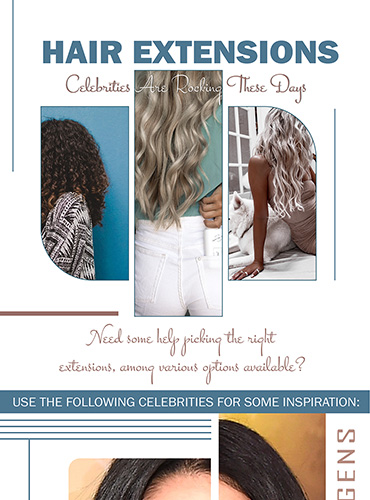 HAIR EXTENSIONS
Celebrities Are Rocking These Days
Need some help picking the right
extensions, among various options available?
USE THE FOLLOWING CELEBRITIES FOR SOME INSPIRATION:
GENS